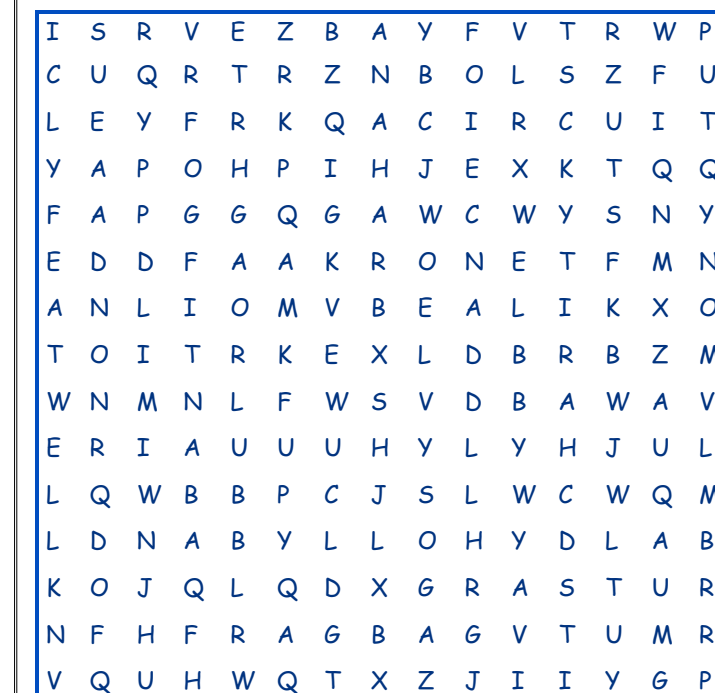 I S R V E Z B A Y F V T R W P
C U Q R T R Z N B O L S Z F U
L E Y F R K Q A C I R C U I T
Y A P O H P I H J E X K T Q Q
F A P G G Q G A W C W Y S N Y
E D D F A A K R O N E T F M N
A N L I O M V B E A L I K X O
T O I T R K E X L D B R B Z M
W N M N L F W S V D B A W A V
E R I A U U U H Y L Y H J U L
L Q W B B P C J S L W C W Q M
L D N A B Y L L O H Y D L A B
K O J Q L Q D X G R A S T U R
N F H F R A G B A G V T U M R
V Q U H W Q T X Z J I I Y G P